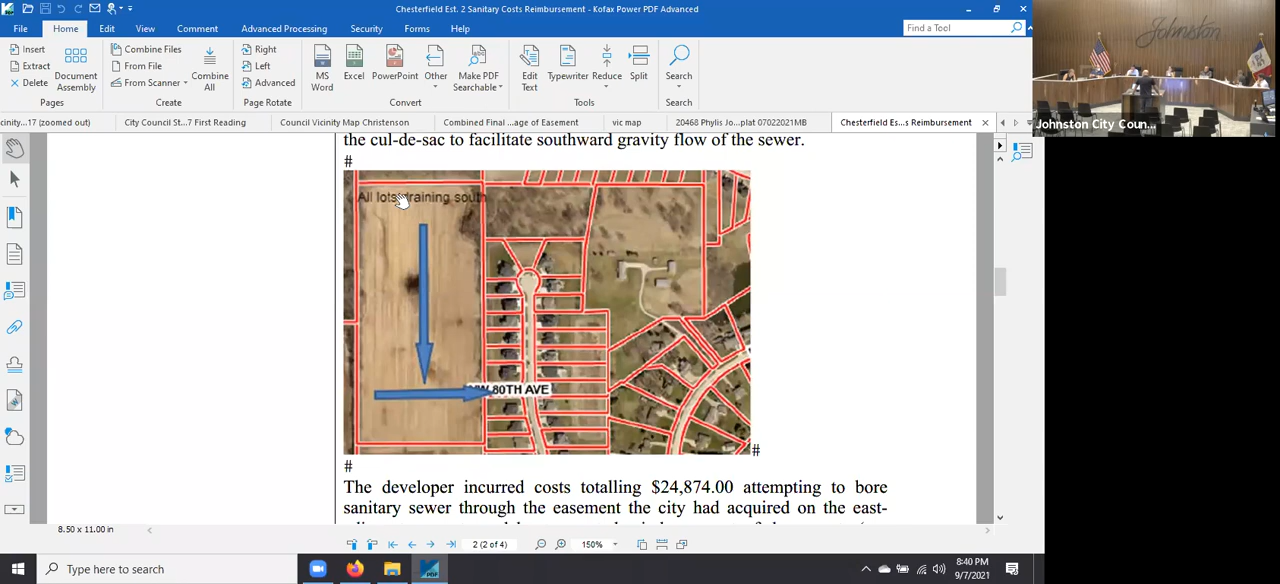 Chesterfield Est. 2 Sanitary Costs Reimbursement - Kofax Power PDF Advanced
File Home Edit View Comment Advanced Processing Security Forms Help Find a Tool
Insert
Extract
Delete
Document Assembly
Pages
Combine Files
From File
From Scanner
Combine All
Create
Right
Left
Advanced
Page Rotate
MS Word
Excel
PowerPoint
Other
Make PDF Searchable
Convert
Edit Text
Typewriter
Reduce
Split
Tools
Search
Search
cinity...17 (zoomed out) City Council St...7 First Reading Council Vicinity Map Christenson Combined Final ...age of Easement vic map 20468 Phylis Jo...plat 07022021MB Chesterfield Es...s Reimbursement
the cul-de-sac to facilitate southward gravity flow of the sewer.
#
All lots draining south
NW 80TH AVE
#
#
The developer incurred costs totalling $24,874.00 attempting to bore
sanitary sewer through the easement the city had acquired on the east-
8.50 x 11.00 in
2 (2 of 4)
150%
Type here to search
8:40 PM
9/7/2021
PDF
Johnston
Johnston City Coun...